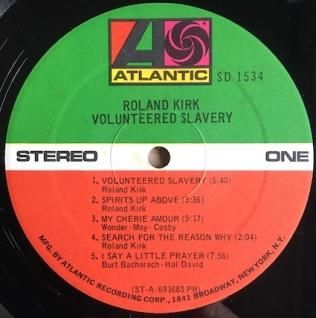 ATLANTIC SD 1534
ROLAND KIRK
VOLUNTEERED SLAVERY
STEREO ONE
1. VOLUNTEERED SLAVERY (5:40)
Roland Kirk
2. SPIRITS UP ABOVE (3:36)
Roland Kirk
3. MY CHERIE AMOUR (3:17)
Wonder-Moy-Cosby
4. SEARCH FOR THE REASON WHY (2:04)
Roland Kirk
5. I SAY A LITTLE PRAYER (7:56)
Burt Bacharach-Hal David
(ST-A-691683 PR)
MFG. BY ATLANTIC RECORDING CORP., 1841 BROADWAY, NEW YORK, N.Y.